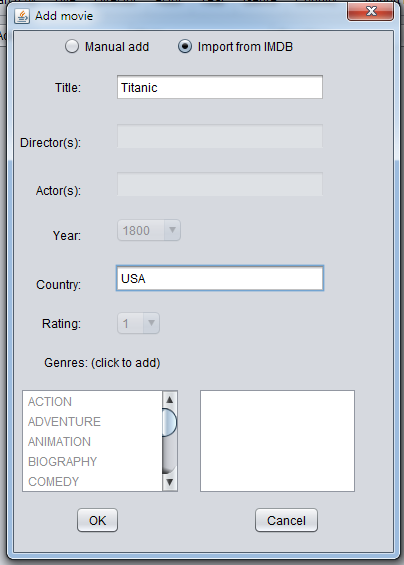 Add movie
Manual add Import from IMDB
Title: Titanic
Director(s):
Actor(s):
Year: 1800
Country: USA
Rating: 1
Genres: (click to add)
ACTION
ADVENTURE
ANIMATION
BIOGRAPHY
COMEDY
OK Cancel